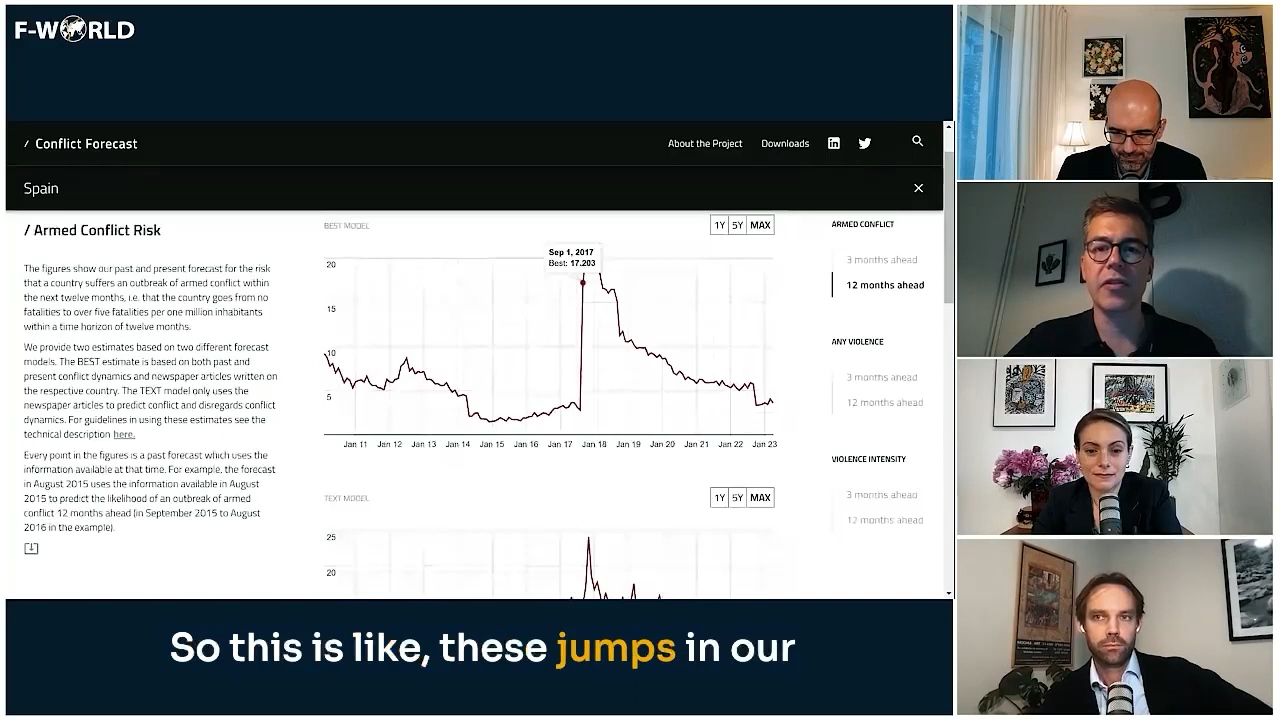 F-WORLD
/ Conflict Forecast
About the Project
Downloads
Spain
/ Armed Conflict Risk
The figures show our past and present forecast for the risk
that a country suffers an outbreak of armed conflict within
the next twelve months, i.e. that the country goes from no
fatalities to over five fatalities per one million inhabitants
within a time horizon of twelve months.
We provide two estimates based on two different forecast
models. The BEST estimate is based on both past and
present conflict dynamics and newspaper articles written on
the respective country. The TEXT model only uses the
newspaper articles to predict conflict and disregards conflict
dynamics. For guidelines in using these estimates see the
technical description here.
Every point in the figures is a past forecast which uses the
information available at that time. For example, the forecast
in August 2015 uses the information available in August
2015 to predict the likelihood of an outbreak of armed
conflict 12 months ahead (in September 2015 to August
2016 in the example).
BEST MODEL
1Y 5Y MAX
Sep 1, 2017
Best: 17.203
20
15
10
5
Jan 11 Jan 12 Jan 13 Jan 14 Jan 15 Jan 16 Jan 17 Jan 18 Jan 19 Jan 20 Jan 21 Jan 22 Jan 23
TEXT MODEL
1Y 5Y MAX
25
20
ARMED CONFLICT
3 months ahead
12 months ahead
ANY VIOLENCE
3 months ahead
12 months ahead
VIOLENCE INTENSITY
3 months ahead
12 months ahead
So this is like, these jumps in our